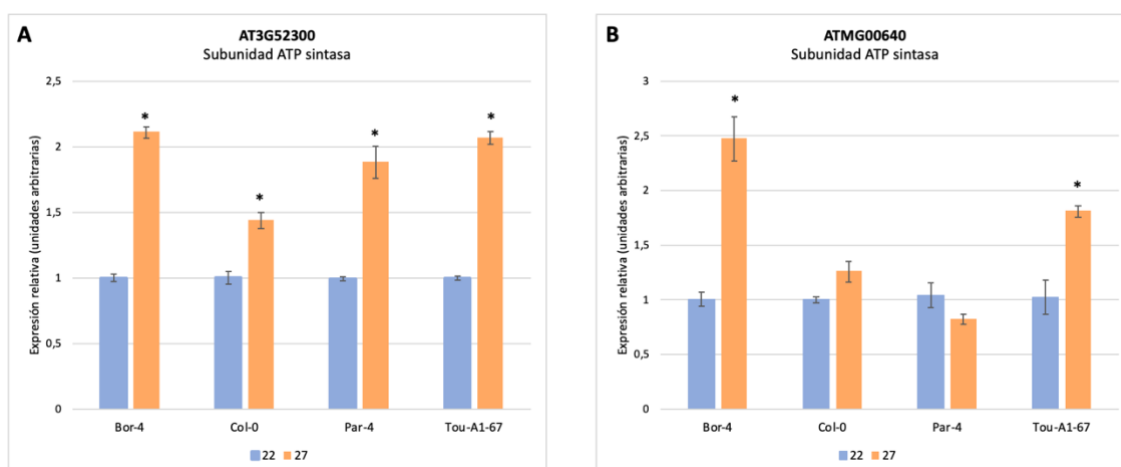 A
AT3G52300
Subunidad ATP sintasa
Expresión relativa (unidades arbitrarias)
2,5
2
1,5
1
0,5
0
*
*
*
*
Bor-4 Col-0 Par-4 Tou-A1-67
22 27
B
ATMG00640
Subunidad ATP sintasa
Expresión relativa (unidades arbitrarias)
3
2,5
2
1,5
1
0,5
0
*
*
Bor-4 Col-0 Par-4 Tou-A1-67
22 27